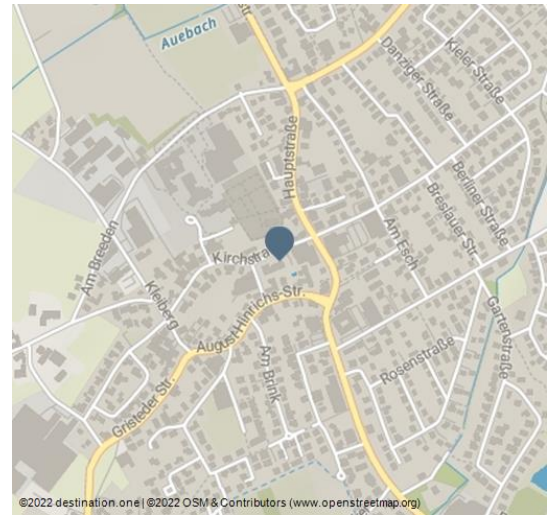 Auebach
Danziger Straße
Kieler Straße
Hauptstraße
Berliner Straße
Breslauer Str.
Am Esch
Am Breeden
Kirchstra
Kleiberg
August-Hinrichs-Str.
Gartenstraße
Rosenstraße
Am Brink
Gristeder Str.
©2022 destination.one | ©2022 OSM & Contributors (www.openstreetmap.org)